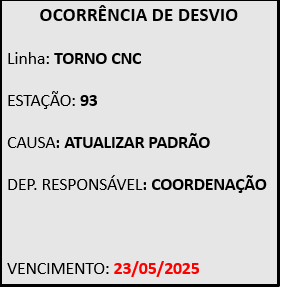 OCORRÊNCIA DE DESVIO
Linha: TORNO CNC
ESTAÇÃO: 93
CAUSA: ATUALIZAR PADRÃO
DEP. RESPONSÁVEL: COORDENAÇÃO
VENCIMENTO: 23/05/2025